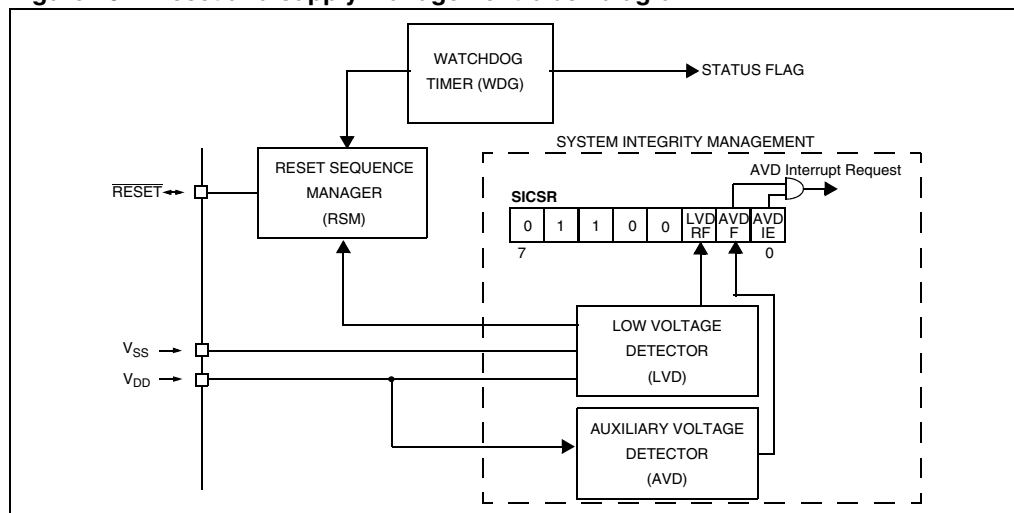 WATCHDOG
TIMER (WDG)
STATUS FLAG
SYSTEM INTEGRITY MANAGEMENT
RESET SEQUENCE
MANAGER
(RSM)
AVD Interrupt Request
RESET
SICSR
0 1 1 0 0 LVD RF AVD F AVD IE
7 0
LOW VOLTAGE
DETECTOR
(LVD)
VSS
VDD
AUXILIARY VOLTAGE
DETECTOR
(AVD)